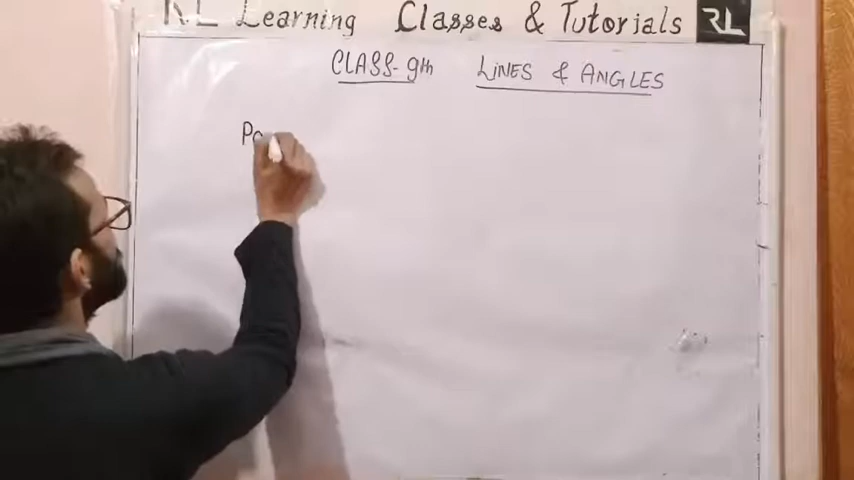 RL Learning Classes & Tutorials RL
CLASS-9th LINES & ANGLES
Po